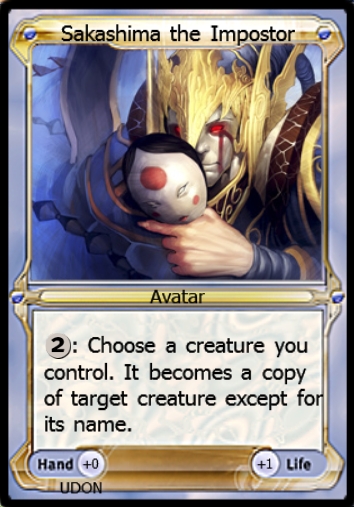 Sakashima the Impostor
Avatar
2: Choose a creature you
control. It becomes a copy
of target creature except for
its name.
Hand +0 +1 Life
UDON